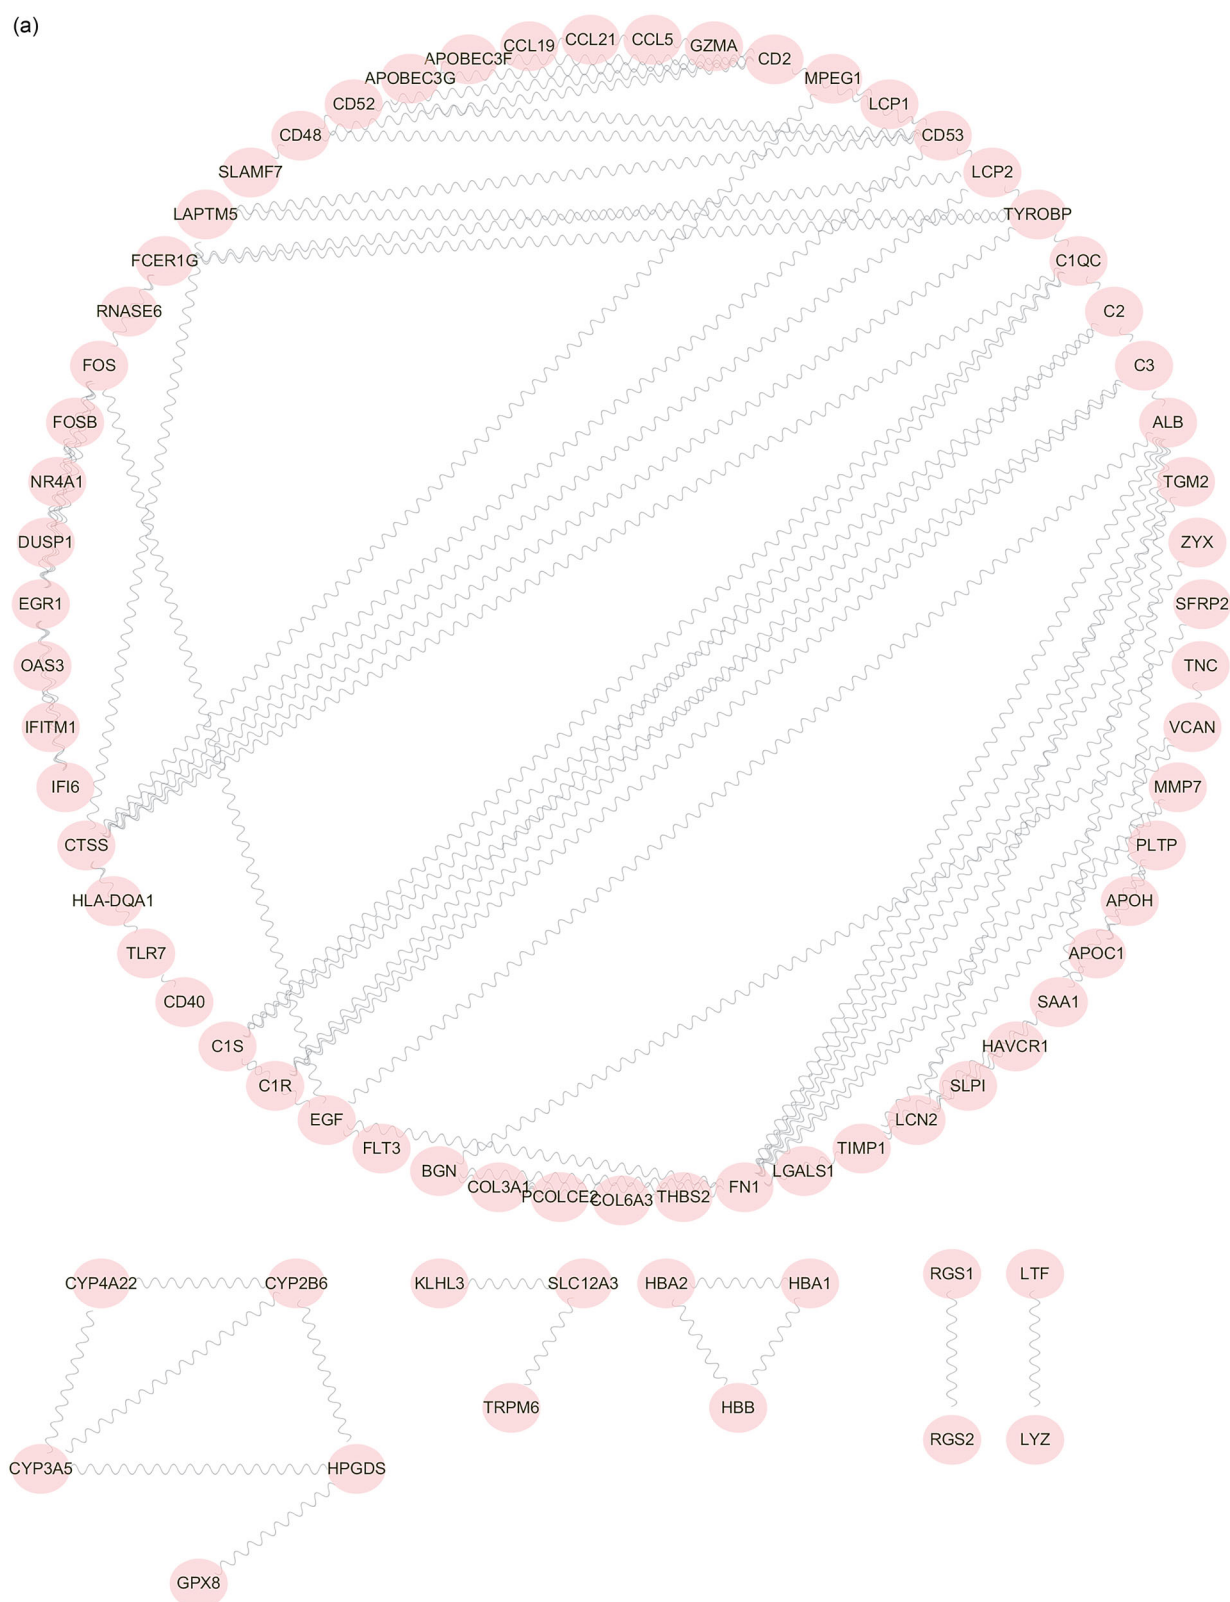 (a)
CCL19
CCL21
CCL5
GZMA
CD2
APOBEC3F
APOBEC3G
MPEG1
CD52
LCP1
CD48
CD53
SLAMF7
LCP2
LAPTM5
TYROBP
FCER1G
C1QC
RNASE6
C2
FOS
C3
FOSB
ALB
NR4A1
TGM2
DUSP1
ZYX
EGR1
SFRP2
OAS3
TNC
IFITM1
VCAN
IFI6
MMP7
CTSS
PLTP
HLA-DQA1
APOH
TLR7
APOC1
CD40
SAA1
C1S
HAVCR1
C1R
SLPI
EGF
LCN2
FLT3
TIMP1
BGN
LGALS1
COL3A1
PCOLCE2
COL6A3
THBS2
FN1
CYP4A22
CYP2B6
KLHL3
SLC12A3
HBA2
HBA1
RGS1
LTF
TRPM6
HBB
RGS2
LYZ
CYP3A5
HPGDS
GPX8